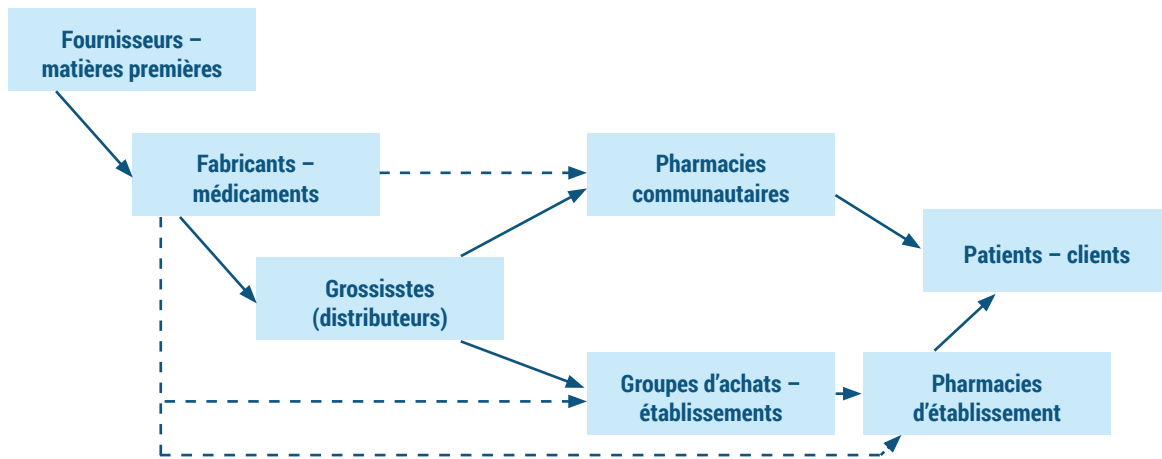 Fournisseurs –
matières premières
Fabricants –
médicaments
Pharmacies
communautaires
Patients – clients
Grossisstes
(distributeurs)
Groupes d’achats –
établissements
Pharmacies
d’établissement